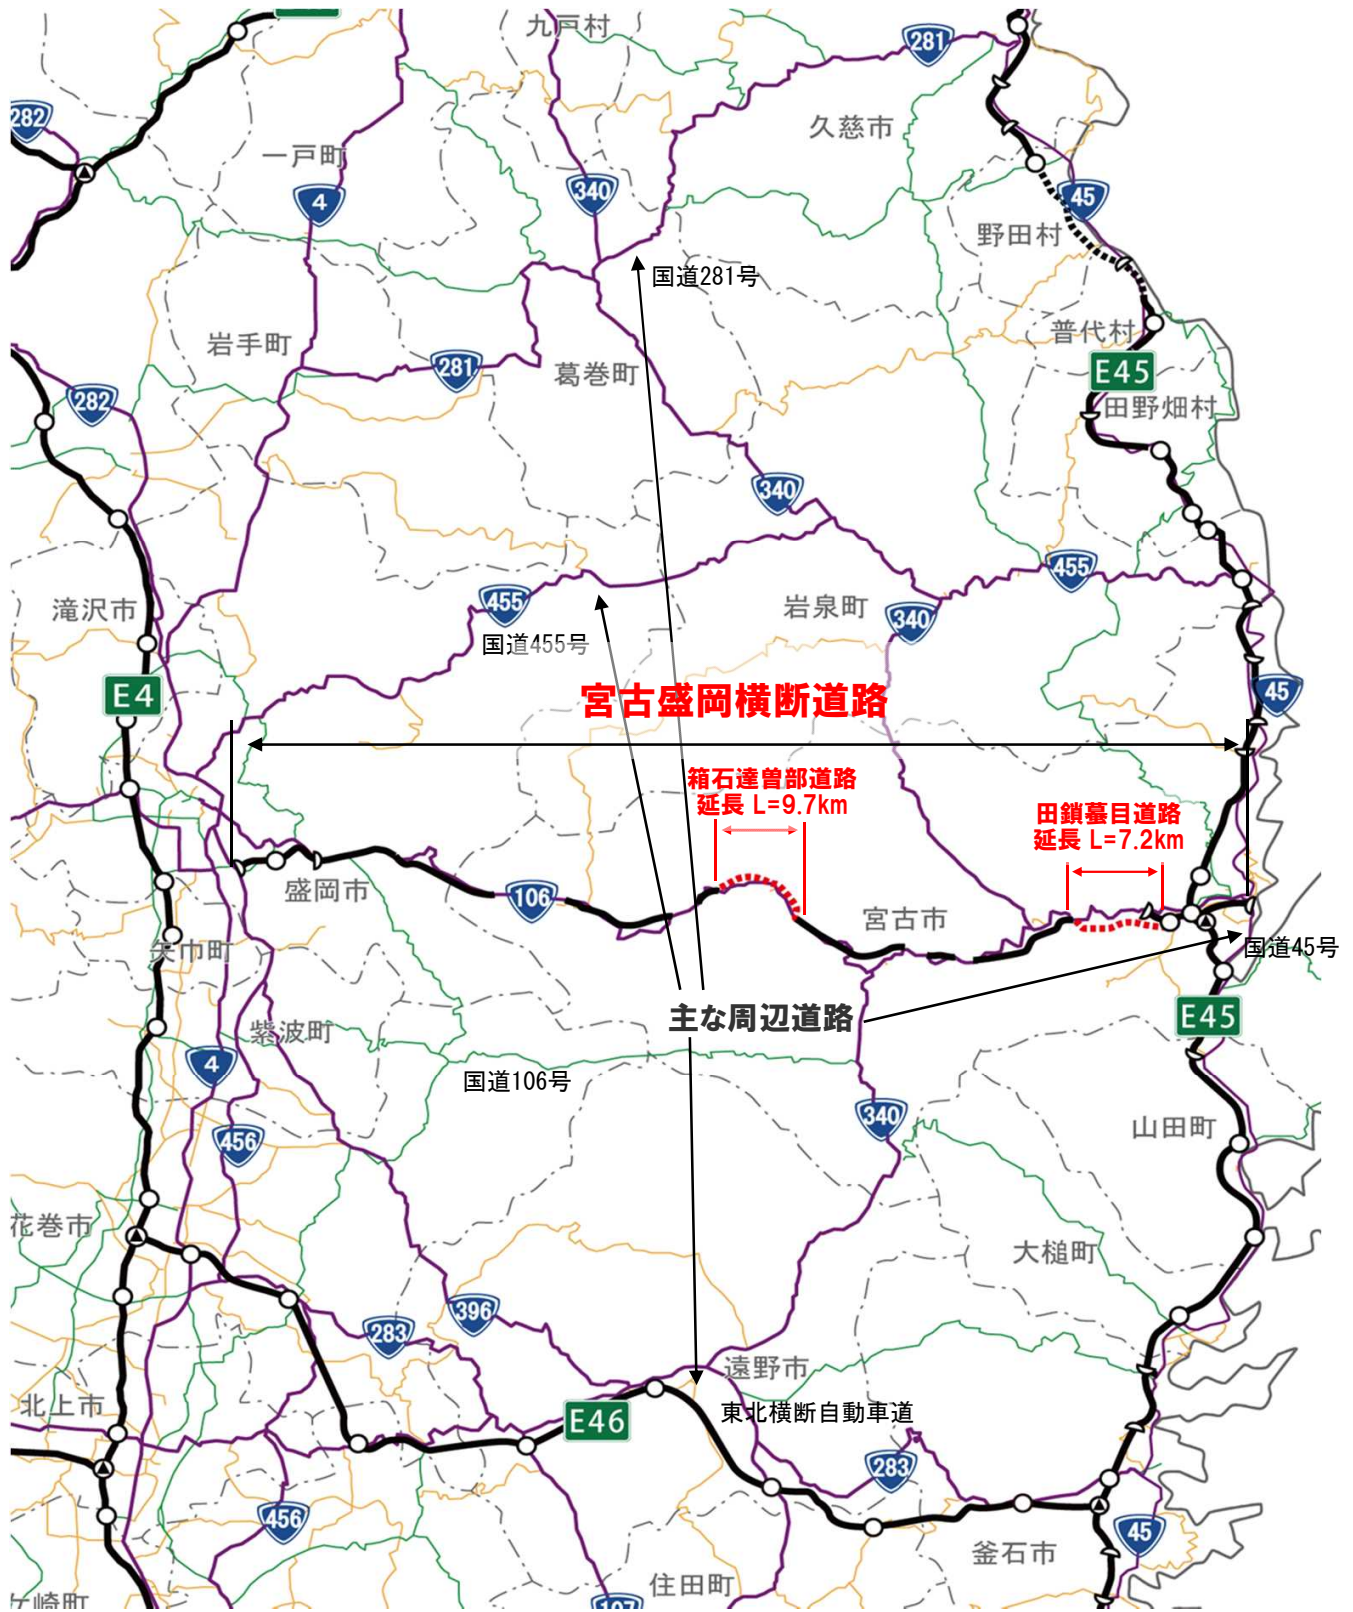 九戸村
281
282
久慈市
一戸町
4
340
45
野田村
国道281号
普代村
岩手町
281
E45
葛巻町
282
田野畑村
340
455
455
滝沢市
岩泉町
340
国道455号
E4
宮古盛岡横断道路
45
箱石達曽部道路
延長 L=9.7km
田鎖蟇目道路
延長 L=7.2km
盛岡市
106
宮古市
矢巾町
国道45号
主な周辺道路
E45
紫波町
4
国道106号
340
山田町
456
花巻市
大槌町
396
283
遠野市
北上市
E46
東北横断自動車道
283
456
45
釜石市
住田町
107
ケ崎町